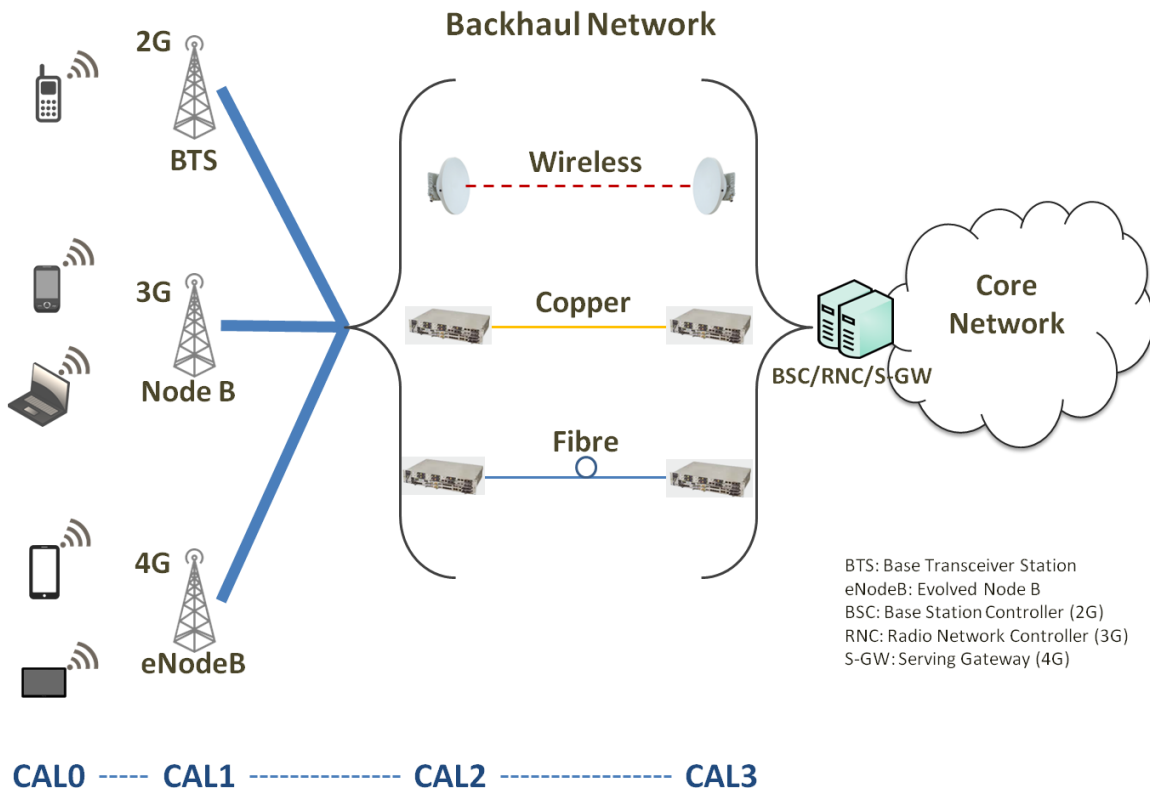 Backhaul Network
2G
BTS
Wireless
3G
Node B
Copper
BSC/RNC/S-GW
Core
Network
Fibre
4G
eNodeB
BTS: Base Transceiver Station
eNodeB: Evolved Node B
BSC: Base Station Controller (2G)
RNC: Radio Network Controller (3G)
S-GW: Serving Gateway (4G)
CAL0 ----- CAL1 ------------- CAL2 ------------- CAL3